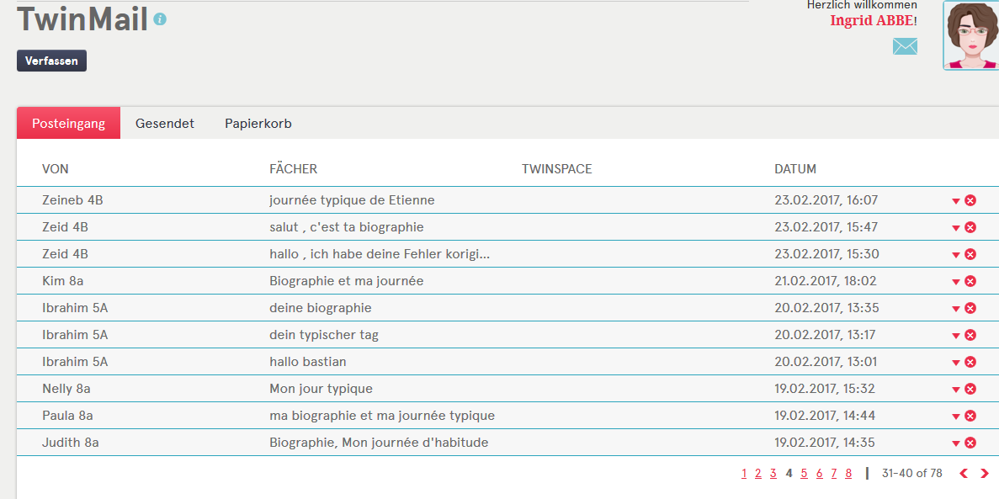 TwinMail
Herzlich willkommen
Ingrid ABBE!
Verfassen
Posteingang Gesendet Papierkorb
VON FÄCHER TWINSPACE DATUM
Zeineb 4B journée typique de Etienne 23.02.2017, 16:07
Zeid 4B salut , c'est ta biographie 23.02.2017, 15:47
Zeid 4B hallo , ich habe deine Fehler korigi... 23.02.2017, 15:30
Kim 8a Biographie et ma journée 21.02.2017, 18:02
Ibrahim 5A deine biographie 20.02.2017, 13:35
Ibrahim 5A dein typischer tag 20.02.2017, 13:17
Ibrahim 5A hallo bastian 20.02.2017, 13:01
Nelly 8a Mon jour typique 19.02.2017, 15:32
Paula 8a ma biographie et ma journée typique 19.02.2017, 14:44
Judith 8a Biographie, Mon journée d'habitude 19.02.2017, 14:35
1 2 3 4 5 6 7 8 | 31-40 of 78